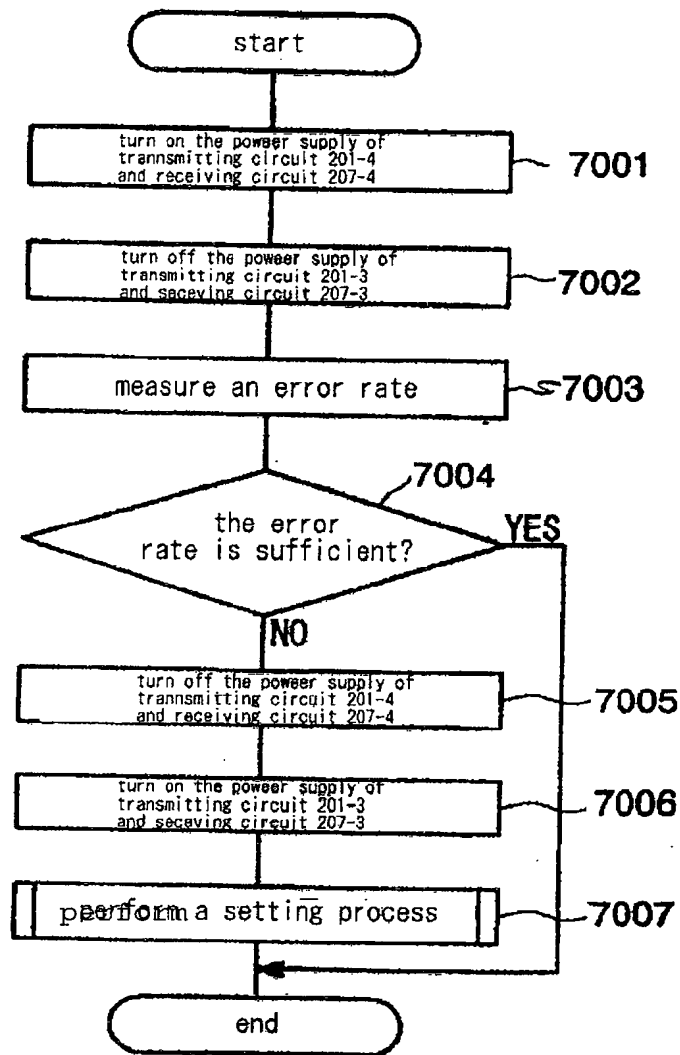 start
turn on the poweer supply of
trannsmitting circuit 201-4
and receiving circuit 207-4
7001
turn off the poweer supply of
transmitting circuit 201-3
and seceving circuit 207-3
7002
measure an error rate
7003
7004
the error
rate is sufficient?
YES
NO
turn off the poweer supply of
trannsmitting circuit 201-4
and receiving circuit 207-4
7005
turn on the poweer supply of
transmitting circuit 201-3
and seceving circuit 207-3
7006
perform a setting process
7007
end